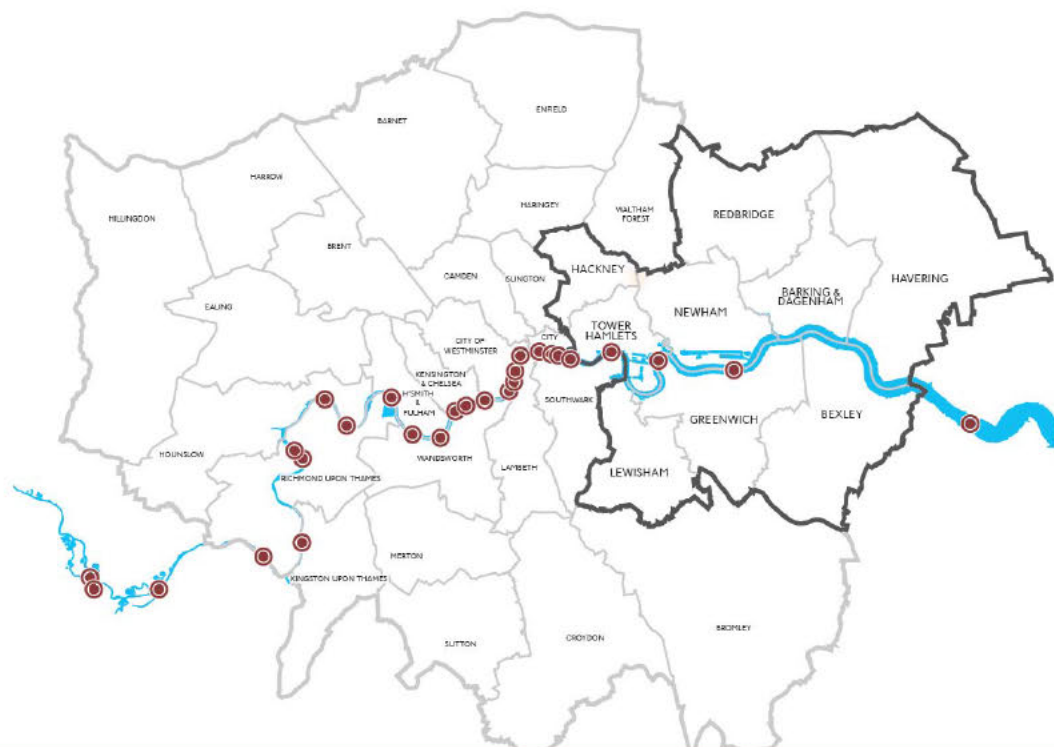 ENFIELD
BARNET
HARROW
HARINGEY
WALTHAM
FOREST
REDBRIDGE
HILLINGDON
BRENT
CAMDEN
ISLINGTON
HACKNEY
HAVERING
BARKING &
DAGENHAM
EALING
NEWHAM
TOWER
HAMLETS
CITY
CITY OF
WESTMINSTER
KENSINGTON
& CHELSEA
H'SMITH
&
FULHAM
SOUTHWARK
GREENWICH
BEXLEY
HOUNSLOW
WANDSWORTH
LAMBETH
LEWISHAM
RICHMOND UPON THAMES
MERTON
KINGSTON UPON THAMES
SUTTON
CROYDON
BROMLEY